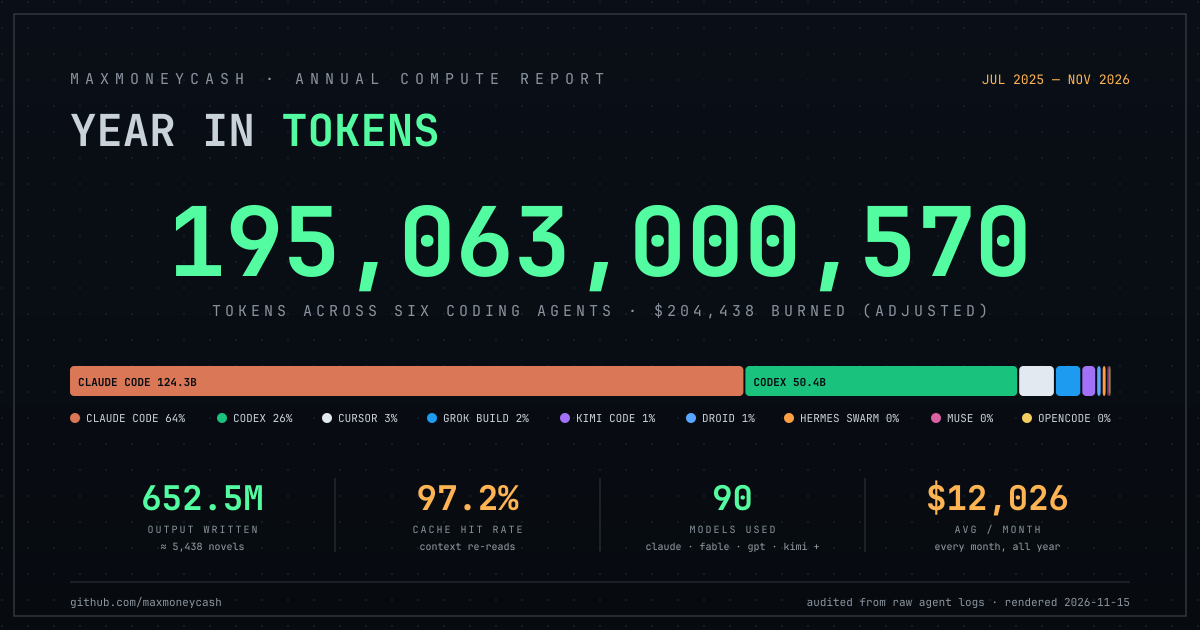 MAXMONEYCASH · ANNUAL COMPUTE REPORT
JUL 2025 — NOV 2026
YEAR IN TOKENS
195,063,000,570
TOKENS ACROSS SIX CODING AGENTS · $204,438 BURNED (ADJUSTED)
CLAUDE CODE 124.3B
CODEX 50.4B
CLAUDE CODE 64%
CODEX 26%
CURSOR 3%
GROK BUILD 2%
KIMI CODE 1%
DROID 1%
HERMES SWARM 0%
MUSE 0%
OPENCODE 0%
652.5M
OUTPUT WRITTEN
≈ 5,438 novels
97.2%
CACHE HIT RATE
context re-reads
90
MODELS USED
claude · fable · gpt · kimi +
$12,026
AVG / MONTH
every month, all year
github.com/maxmoneycash
audited from raw agent logs · rendered 2026-11-15